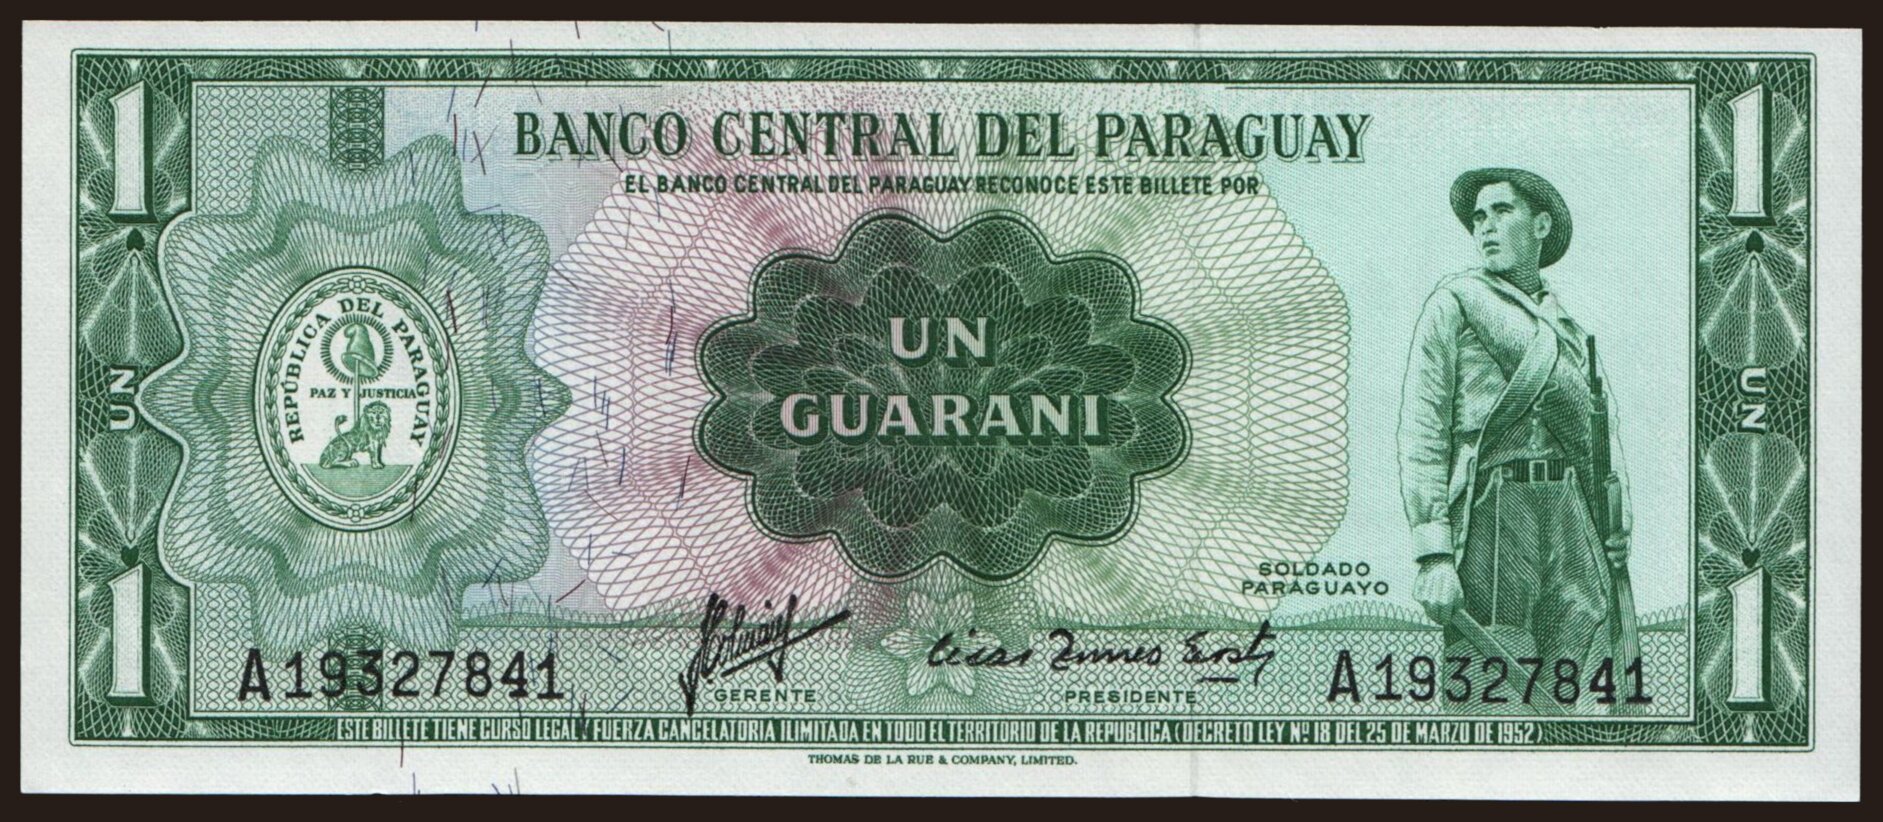 1
1
BANCO CENTRAL DEL PARAGUAY
EL BANCO CENTRAL DEL PARAGUAY RECONOCE ESTE BILLETE POR
REPÚBLICA DEL PARAGUAY
PAZ Y JUSTICIA
UN
GUARANI
UN
UN
SOLDADO
PARAGUAYO
1
1
A19327841
GERENTE
PRESIDENTE
A19327841
ESTE BILLETE TIENE CURSO LEGAL Y FUERZA CANCELATORIA ILIMITADA EN TODO EL TERRITORIO DE LA REPUBLICA (DECRETO LEY Nº 18 DEL 25 DE MARZO DE 1952)
THOMAS DE LA RUE & COMPANY, LIMITED.